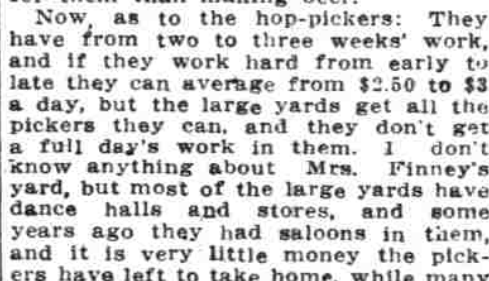 Now, as to the hop-pickers: They
have from two to three weeks' work,
and if they work hard from early to
late they can average from $2.50 to $3
a day, but the large yards get all the
pickers they can, and they don't get
a full day's work in them. I don't
know anything about Mrs. Finney's
yard, but most of the large yards have
dance halls and stores, and some
years ago they had saloons in them,
and it is very little money the pick-
ers have left to take home, while many